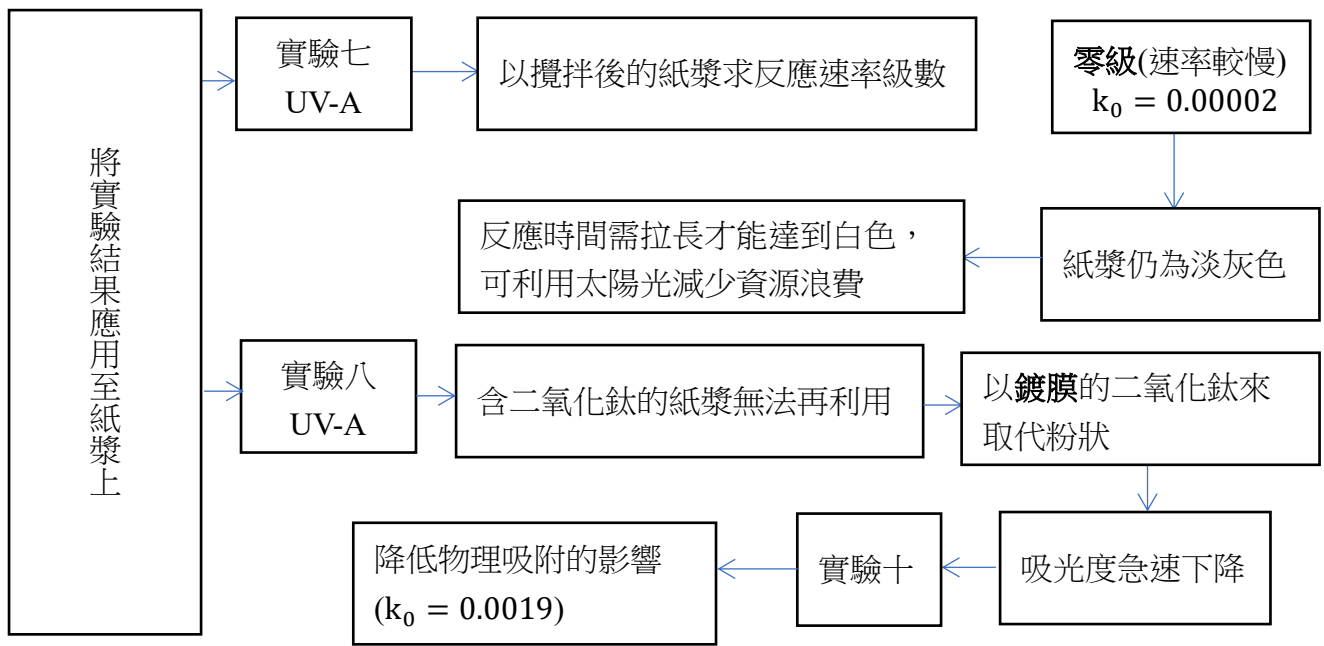 將實驗結果應用至紙漿上
實驗七
UV-A
以攪拌後的紙漿求反應速率級數
零級(速率較慢)
k₀ = 0.00002
紙漿仍為淡灰色
反應時間需拉長才能達到白色，
可利用太陽光減少資源浪費
實驗八
UV-A
含二氧化鈦的紙漿無法再利用
以鍍膜的二氧化鈦來
取代粉狀
吸光度急速下降
實驗十
降低物理吸附的影響
(k₀ = 0.0019)